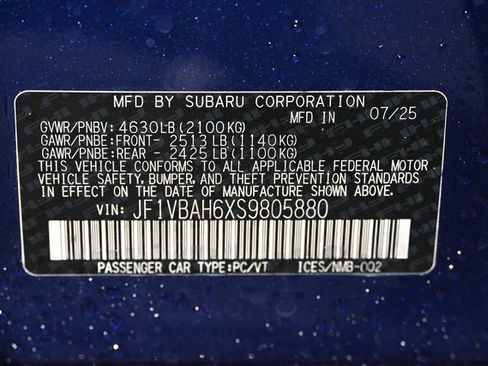 MFD BY SUBARU CORPORATION
MFD IN 07/25
GVWR/PNBV: 4630LB(2100KG)
GAWR/PNBE:FRONT- 2513 LB(1140KG)
GAWR/PNBE:REAR - 2425 LB(1100KG)
THIS VEHICLE CONFORMS TO ALL APPLICABLE FEDERAL MOTOR
VEHICLE SAFETY, BUMPER, AND THEFT PREVENTION STANDARDS
IN EFFECT ON THE DATE OF MANUFACTURE SHOWN ABOVE.
VIN: JF1VBAH6XS9805880
PASSENGER CAR TYPE:PC/VT ICES/NMB-002